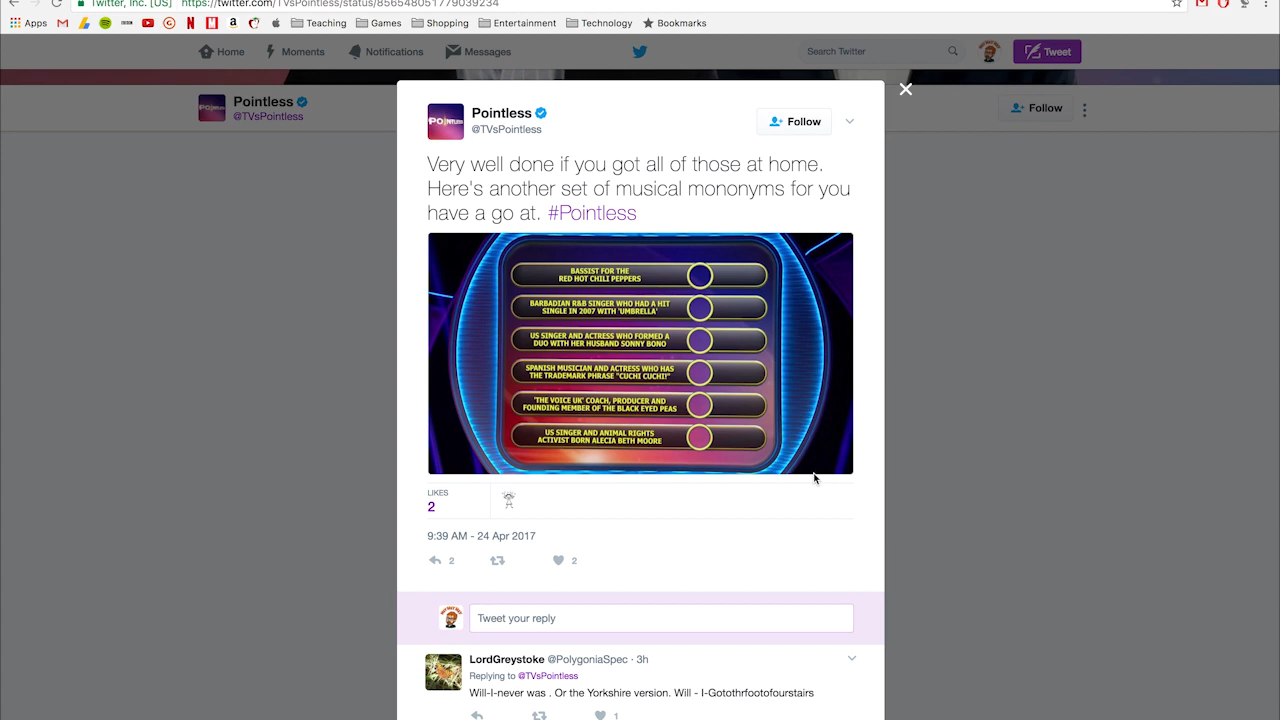 Twitter, Inc. [US] https://twitter.com/TVsPointless/status/856548051779039234
Apps Teaching Games Shopping Entertainment Technology Bookmarks
Home Moments Notifications Messages Search Twitter Tweet
Pointless
@TVsPointless
Follow
POINTLESS
Pointless
@TVsPointless
Follow
Very well done if you got all of those at home.
Here's another set of musical mononyms for you
have a go at. #Pointless
BASSIST FOR THE
RED HOT CHILI PEPPERS
BARBADIAN R&B SINGER WHO HAD A HIT
SINGLE IN 2007 WITH 'UMBRELLA'
US SINGER AND ACTRESS WHO FORMED A
DUO WITH HER HUSBAND SONNY BONO
SPANISH MUSICIAN AND ACTRESS WHO HAS
THE TRADEMARK PHRASE "CUCHI CUCHI!"
'THE VOICE UK' COACH, PRODUCER AND
FOUNDING MEMBER OF THE BLACK EYED PEAS
US SINGER AND ANIMAL RIGHTS
ACTIVIST BORN ALECIA BETH MOORE
LIKES
2
9:39 AM - 24 Apr 2017
2 2
Tweet your reply
LordGreystoke @PolygoniaSpec · 3h
Replying to @TVsPointless
Will-I-never was . Or the Yorkshire version. Will - I-Gotothrfootofourstairs
1